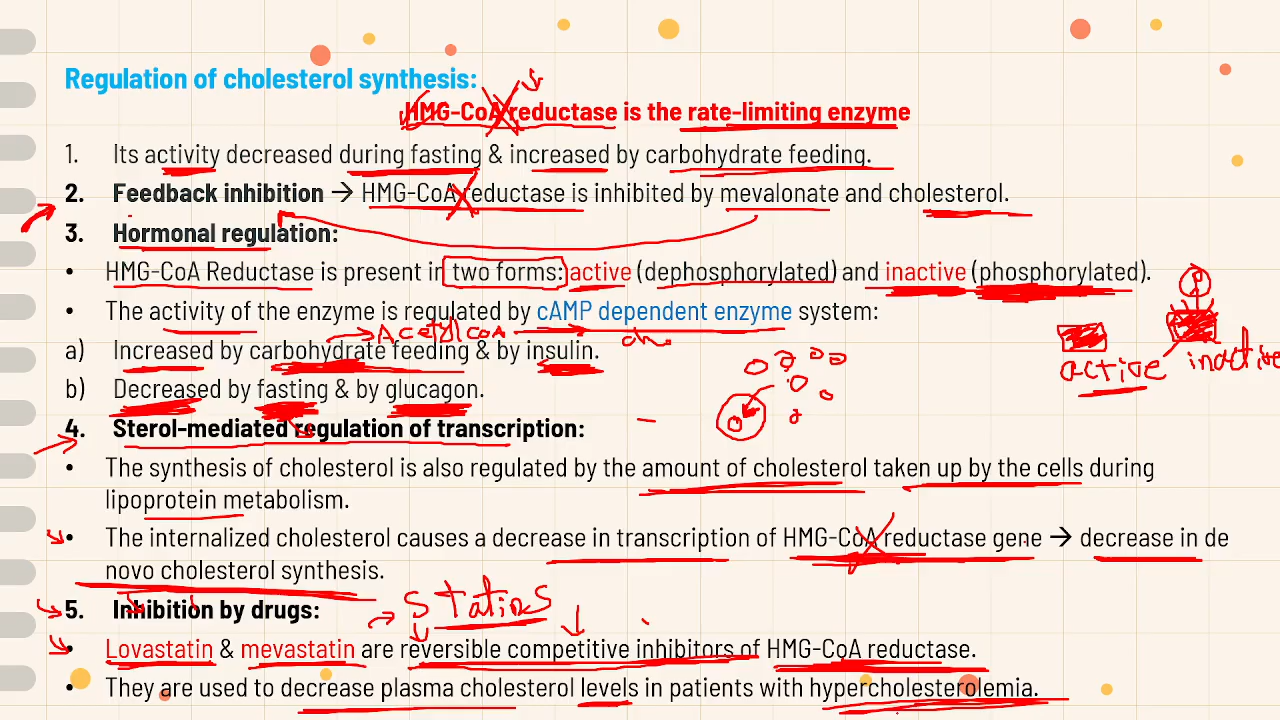 Regulation of cholesterol synthesis:
HMG-CoA reductase is the rate-limiting enzyme
1. Its activity decreased during fasting & increased by carbohydrate feeding.
2. Feedback inhibition → HMG-CoA reductase is inhibited by mevalonate and cholesterol.
3. Hormonal regulation:
• HMG-CoA Reductase is present in two forms: active (dephosphorylated) and inactive (phosphorylated).
P
• The activity of the enzyme is regulated by cAMP dependent enzyme system:
→ Acetyl CoA →
a) Increased by carbohydrate feeding & by insulin.
active inactive
b) Decreased by fasting & by glucagon.
4. Sterol-mediated regulation of transcription:
• The synthesis of cholesterol is also regulated by the amount of cholesterol taken up by the cells during
lipoprotein metabolism.
• The internalized cholesterol causes a decrease in transcription of HMG-CoA reductase gene → decrease in de
novo cholesterol synthesis.
5. Inhibition by drugs:
→ Statins
• Lovastatin & mevastatin are reversible competitive inhibitors of HMG-CoA reductase.
• They are used to decrease plasma cholesterol levels in patients with hypercholesterolemia.